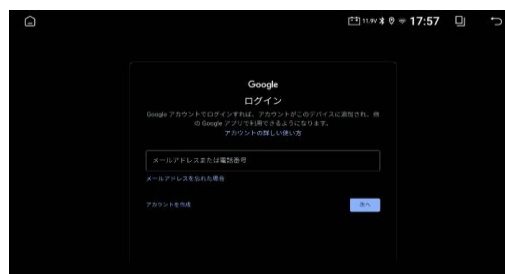 11.9V 17:57
Google
ログイン
Google アカウントでログインすれば、アカウントがこのデバイスに追加され、他
の Google アプリで利用できるようになります。
アカウントの詳しい使い方
メールアドレスまたは電話番号
メールアドレスを忘れた場合
アカウントを作成
次へ